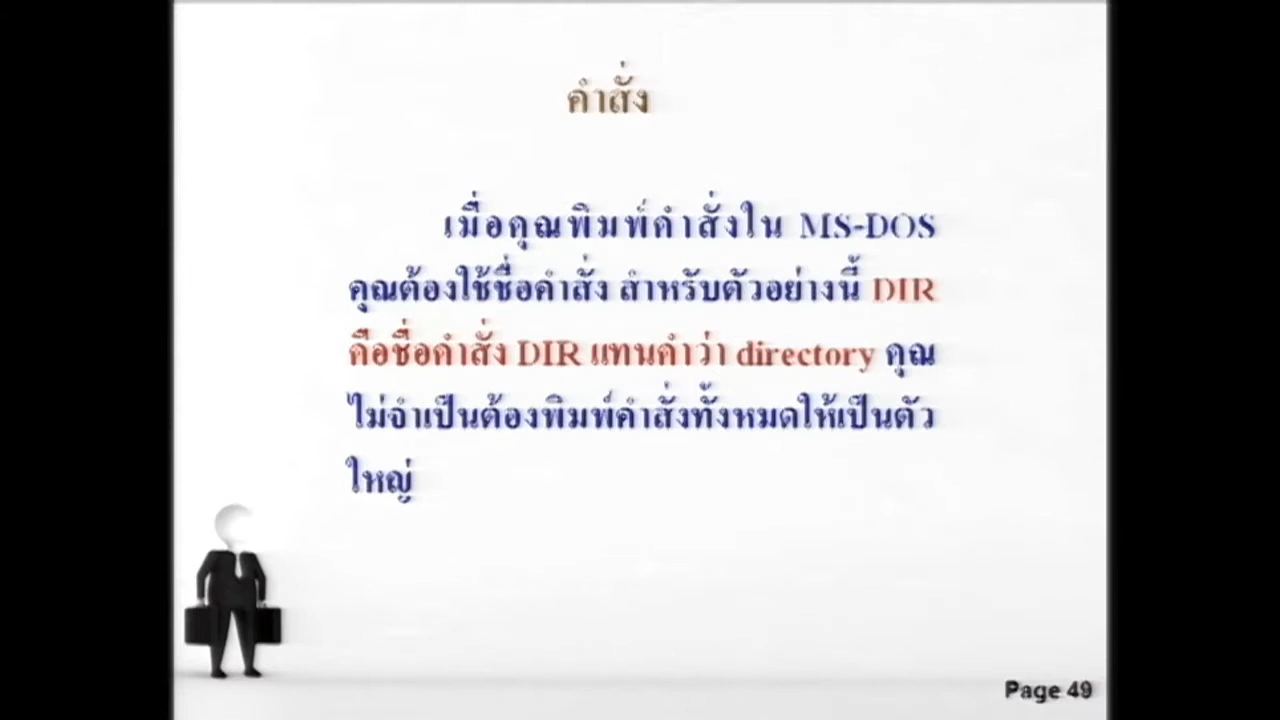 คำสั่ง
เมื่อคุณพิมพ์คำสั่งใน MS-DOS
คุณต้องใช้ชื่อคำสั่ง สำหรับตัวอย่างนี้ DIR
คือชื่อคำสั่ง DIR แทนคำว่า directory คุณ
ไม่จำเป็นต้องพิมพ์คำสั่งทั้งหมดให้เป็นตัว
ใหญ่
Page 49